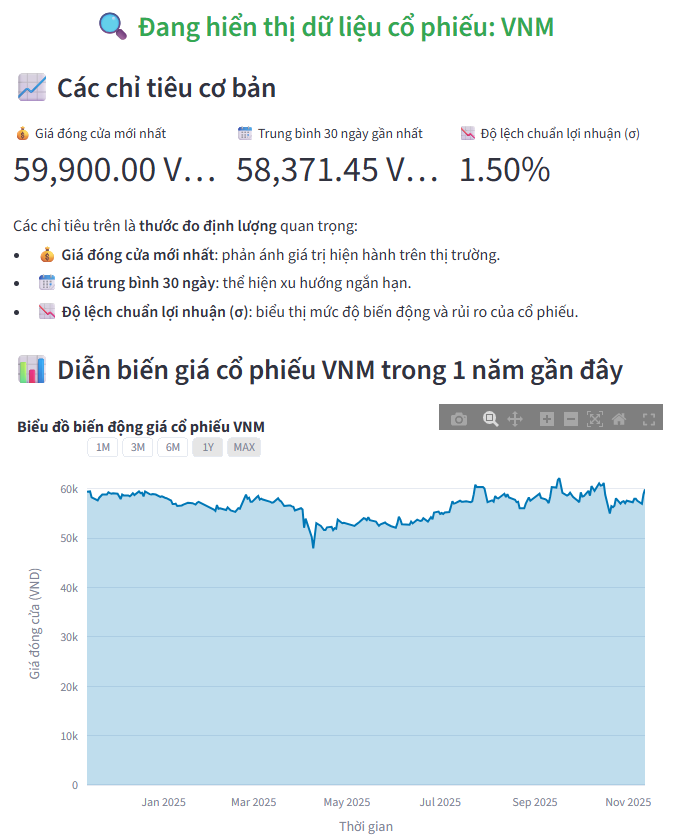 Đang hiển thị dữ liệu cổ phiếu: VNM
Các chỉ tiêu cơ bản
Giá đóng cửa mới nhất
59,900.00 V...
Trung bình 30 ngày gần nhất
58,371.45 V...
Độ lệch chuẩn lợi nhuận (σ)
1.50%
Các chỉ tiêu trên là thước đo định lượng quan trọng:
• Giá đóng cửa mới nhất: phản ánh giá trị hiện hành trên thị trường.
• Giá trung bình 30 ngày: thể hiện xu hướng ngắn hạn.
• Độ lệch chuẩn lợi nhuận (σ): biểu thị mức độ biến động và rủi ro của cổ phiếu.
Diễn biến giá cổ phiếu VNM trong 1 năm gần đây
Biểu đồ biến động giá cổ phiếu VNM
1M 3M 6M 1Y MAX
60k
50k
40k
30k
20k
10k
0
Giá đóng cửa (VND)
Jan 2025 Mar 2025 May 2025 Jul 2025 Sep 2025 Nov 2025
Thời gian